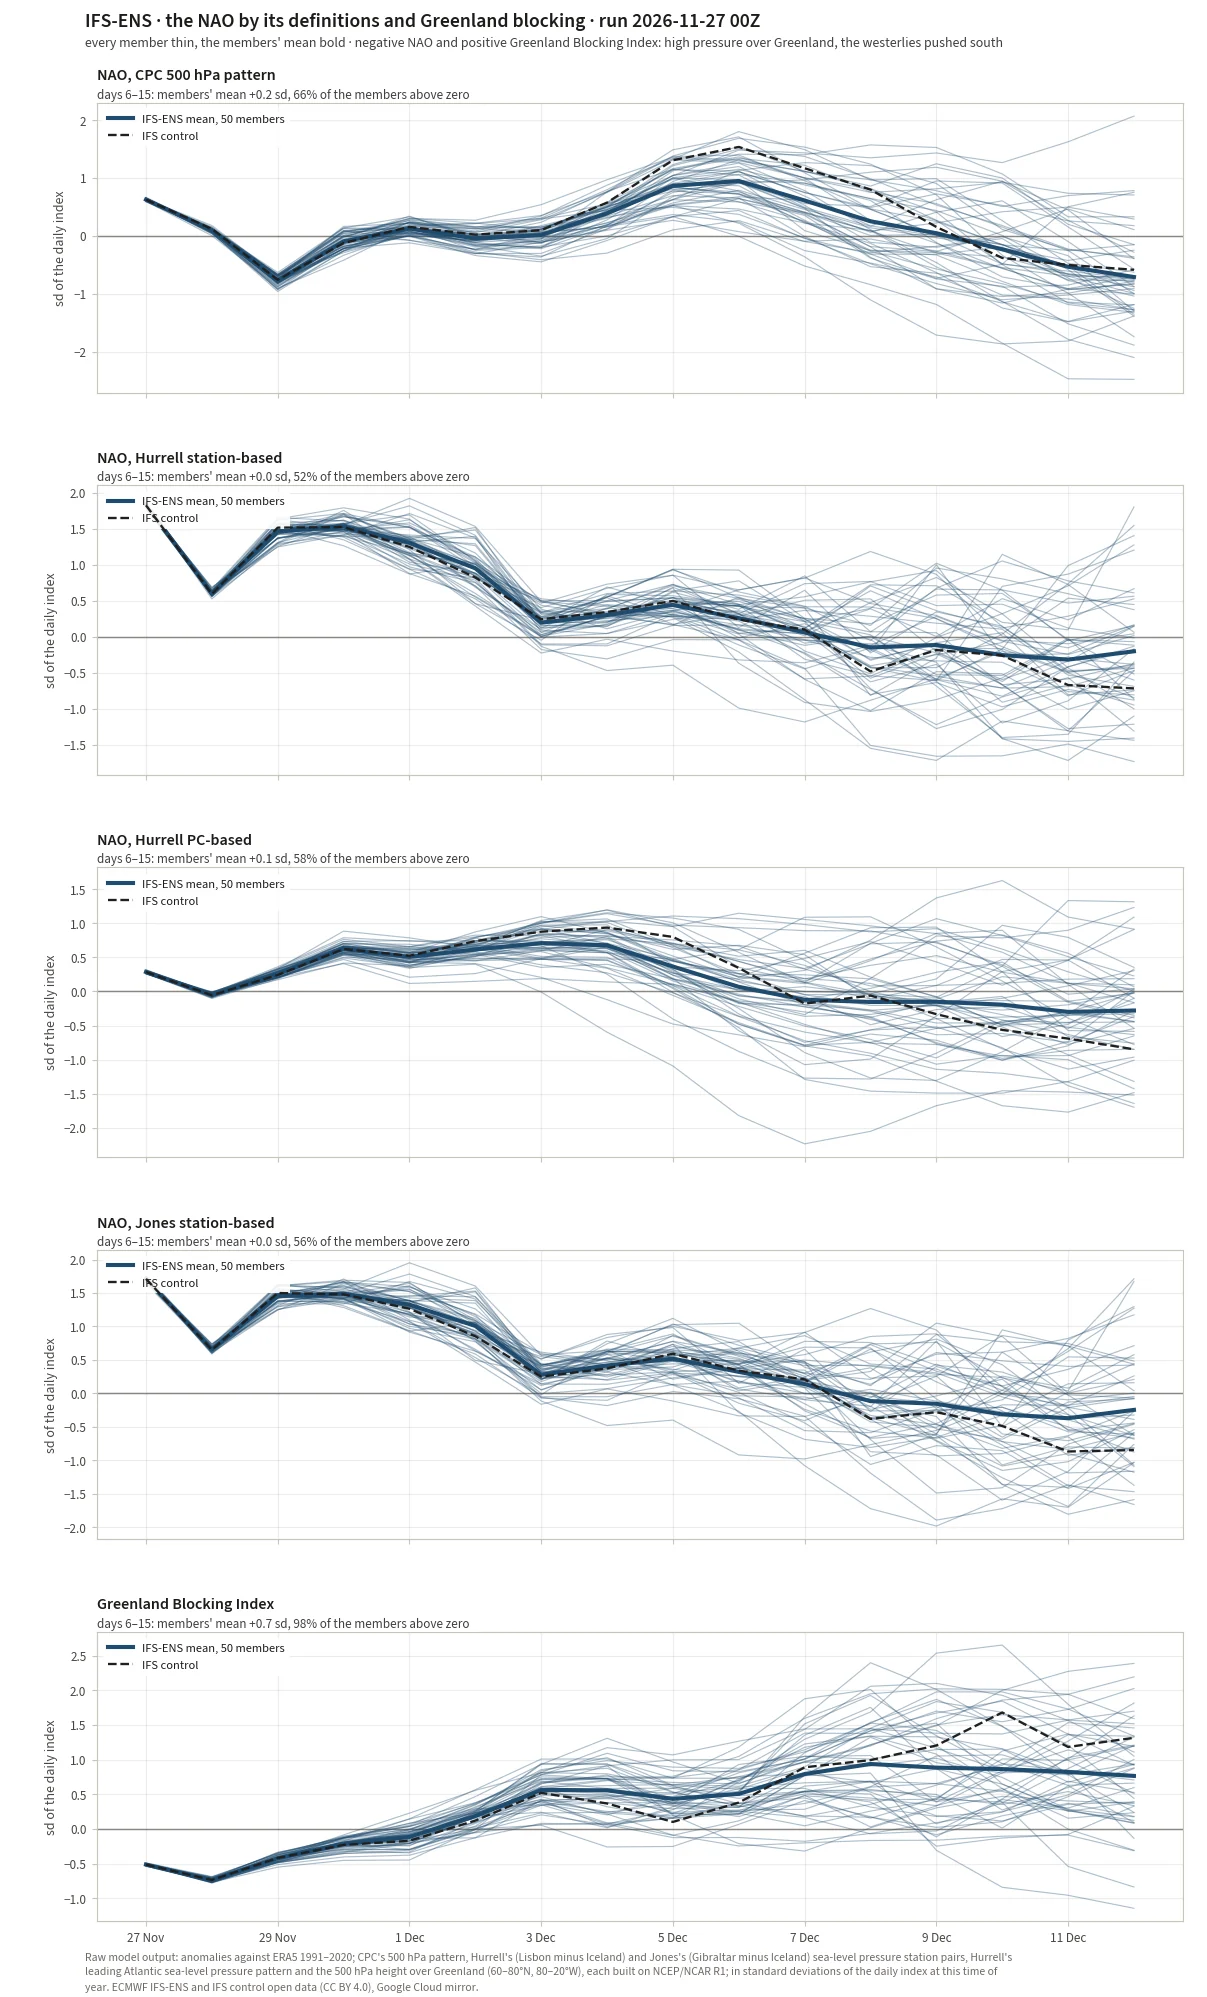 IFS-ENS · the NAO by its definitions and Greenland blocking · run 2026-11-27 00Z
every member thin, the members' mean bold · negative NAO and positive Greenland Blocking Index: high pressure over Greenland, the westerlies pushed south
NAO, CPC 500 hPa pattern
days 6–15: members' mean +0.2 sd, 66% of the members above zero
IFS-ENS mean, 50 members
IFS control
sd of the daily index
2
1
0
−1
−2
NAO, Hurrell station-based
days 6–15: members' mean +0.0 sd, 52% of the members above zero
IFS-ENS mean, 50 members
IFS control
sd of the daily index
2.0
1.5
1.0
0.5
0.0
−0.5
−1.0
−1.5
NAO, Hurrell PC-based
days 6–15: members' mean +0.1 sd, 58% of the members above zero
IFS-ENS mean, 50 members
IFS control
sd of the daily index
1.5
1.0
0.5
0.0
−0.5
−1.0
−1.5
−2.0
NAO, Jones station-based
days 6–15: members' mean +0.0 sd, 56% of the members above zero
IFS-ENS mean, 50 members
IFS control
sd of the daily index
2.0
1.5
1.0
0.5
0.0
−0.5
−1.0
−1.5
−2.0
Greenland Blocking Index
days 6–15: members' mean +0.7 sd, 98% of the members above zero
IFS-ENS mean, 50 members
IFS control
sd of the daily index
2.5
2.0
1.5
1.0
0.5
0.0
−0.5
−1.0
27 Nov 29 Nov 1 Dec 3 Dec 5 Dec 7 Dec 9 Dec 11 Dec
Raw model output: anomalies against ERA5 1991–2020; CPC's 500 hPa pattern, Hurrell's (Lisbon minus Iceland) and Jones's (Gibraltar minus Iceland) sea-level pressure station pairs, Hurrell's
leading Atlantic sea-level pressure pattern and the 500 hPa height over Greenland (60–80°N, 80–20°W), each built on NCEP/NCAR R1; in standard deviations of the daily index at this time of
year. ECMWF IFS-ENS and IFS control open data (CC BY 4.0), Google Cloud mirror.